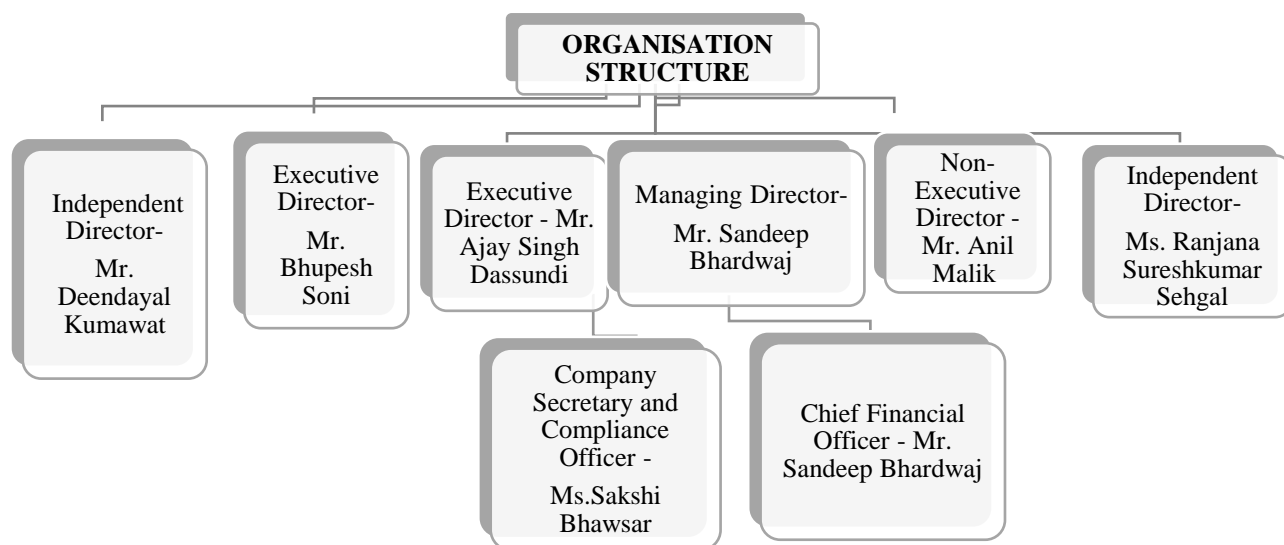 ORGANISATION
STRUCTURE
Independent
Director-
Mr.
Deendayal
Kumawat
Executive
Director-
Mr.
Bhupesh
Soni
Executive
Director - Mr.
Ajay Singh
Dassundi
Managing Director-
Mr. Sandeep
Bhardwaj
Non-
Executive
Director -
Mr. Anil
Malik
Independent
Director-
Ms. Ranjana
Sureshkumar
Sehgal
Company
Secretary and
Compliance
Officer -
Ms.Sakshi
Bhawsar
Chief Financial
Officer - Mr.
Sandeep Bhardwaj